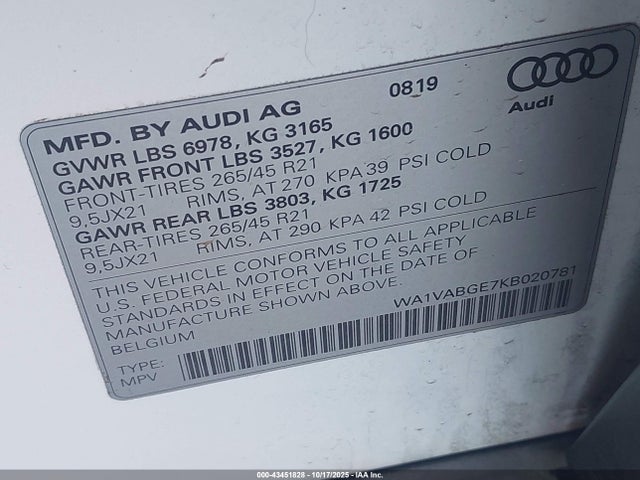 MFD. BY AUDI AG 0819
GVWR LBS 6978, KG 3165
GAWR FRONT LBS 3527, KG 1600
FRONT-TIRES 265/45 R21
9,5JX21 RIMS, AT 270 KPA 39 PSI COLD
GAWR REAR LBS 3803, KG 1725
REAR-TIRES 265/45 R21
9,5JX21 RIMS, AT 290 KPA 42 PSI COLD
Audi
THIS VEHICLE CONFORMS TO ALL APPLICABLE
U.S. FEDERAL MOTOR VEHICLE SAFETY
STANDARDS IN EFFECT ON THE DATE OF
MANUFACTURE SHOWN ABOVE.
BELGIUM
WA1VABGE7KB020781
TYPE:
MPV
000-43451828 - 10/17/2025 - IAA Inc.